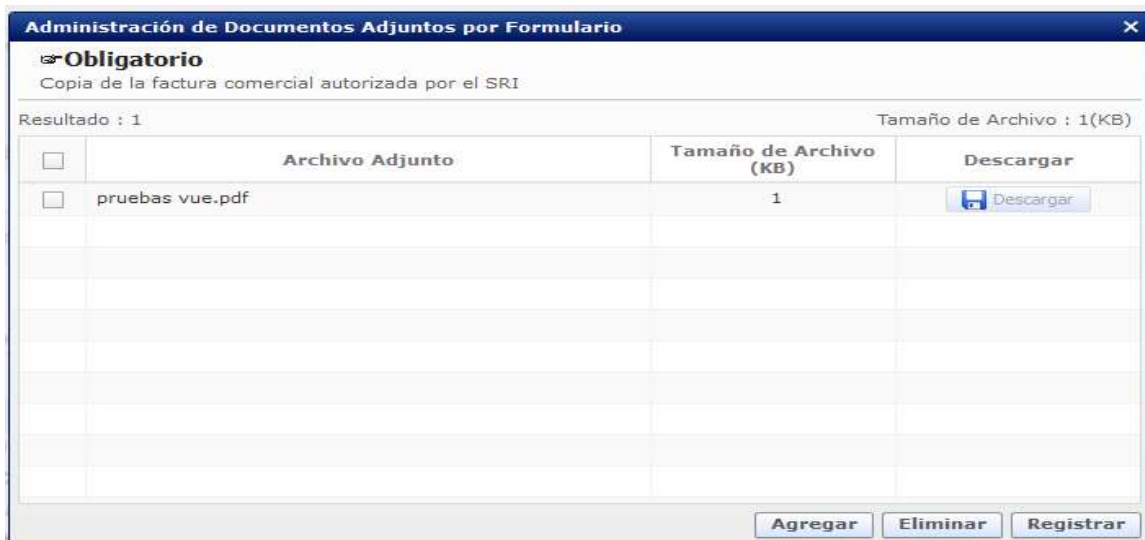 Administración de Documentos Adjuntos por Formulario
Obligatorio
Copia de la factura comercial autorizada por el SRI
Resultado : 1 Tamaño de Archivo : 1(KB)
Archivo Adjunto Tamaño de Archivo (KB) Descargar
pruebas vue.pdf 1 Descargar
Agregar Eliminar Registrar